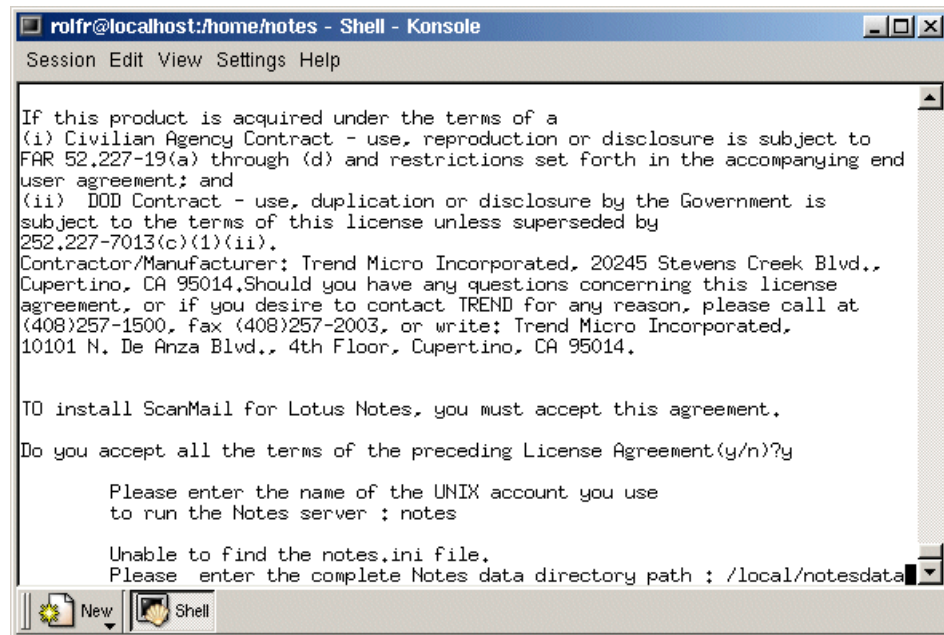 rolfr@localhost:/home/notes - Shell - Konsole
Session Edit View Settings Help
If this product is acquired under the terms of a
(i) Civilian Agency Contract - use, reproduction or disclosure is subject to
FAR 52.227-19(a) through (d) and restrictions set forth in the accompanying end
user agreement; and
(ii)  DOD Contract - use, duplication or disclosure by the Government is
subject to the terms of this license unless superseded by
252.227-7013(c)(1)(ii).
Contractor/Manufacturer: Trend Micro Incorporated, 20245 Stevens Creek Blvd.,
Cupertino, CA 95014.Should you have any questions concerning this license
agreement, or if you desire to contact TREND for any reason, please call at
(408)257-1500, fax (408)257-2003, or write: Trend Micro Incorporated,
10101 N. De Anza Blvd., 4th Floor, Cupertino, CA 95014.
TO install ScanMail for Lotus Notes, you must accept this agreement.
Do you accept all the terms of the preceding License Agreement(y/n)?y
Please enter the name of the UNIX account you use
to run the Notes server : notes
Unable to find the notes.ini file.
Please  enter the complete Notes data directory path : /local/notesdata
New
Shell